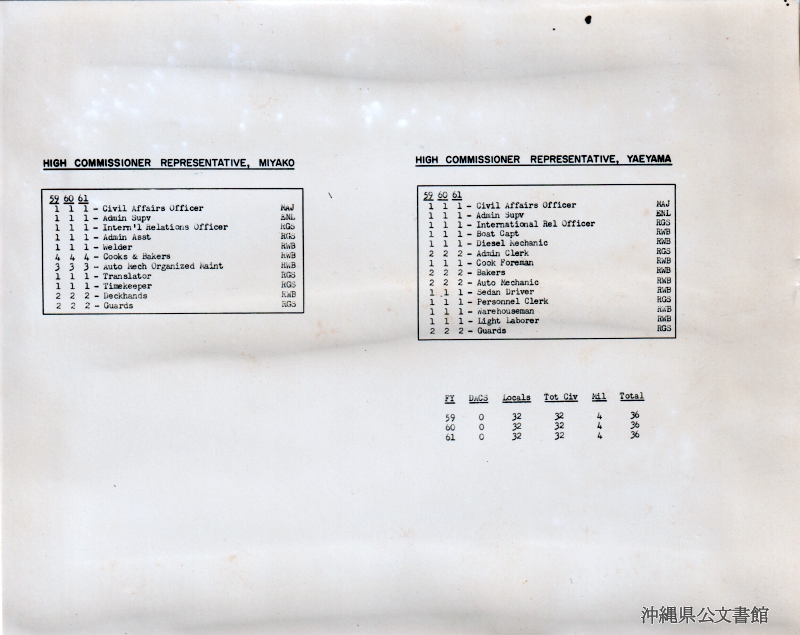 HIGH COMMISSIONER REPRESENTATIVE, MIYAKO
59 60 61
1 1 1 - Civil Affairs Officer MAJ
1 1 1 - Admin Supv ENL
1 1 1 - Intern'l Relations Officer RGS
1 1 1 - Admin Asst RGS
1 1 1 - Welder RWB
4 4 4 - Cooks & Bakers RWB
3 3 3 - Auto Mech Organized Maint RWB
1 1 1 - Translator RGS
1 1 1 - Timekeeper RGS
2 2 2 - Deckhands RWB
2 2 2 - Guards RGS
HIGH COMMISSIONER REPRESENTATIVE, YAEYAMA
59 60 61
1 1 1 - Civil Affairs Officer MAJ
1 1 1 - Admin Supv ENL
1 1 1 - International Rel Officer RGS
1 1 1 - Boat Capt RWB
1 1 1 - Diesel Mechanic RWB
2 2 2 - Admin Clerk RGS
1 1 1 - Cook Foreman RWB
2 2 2 - Bakers RWB
2 2 2 - Auto Mechanic RWB
1 1 1 - Sedan Driver RWB
1 1 1 - Personnel Clerk RGS
1 1 1 - Warehouseman RWB
1 1 1 - Light Laborer RWB
2 2 2 - Guards RGS
FY DACS Locals Tot Civ Mil Total
59 0 32 32 4 36
60 0 32 32 4 36
61 0 32 32 4 36
沖縄県公文書館